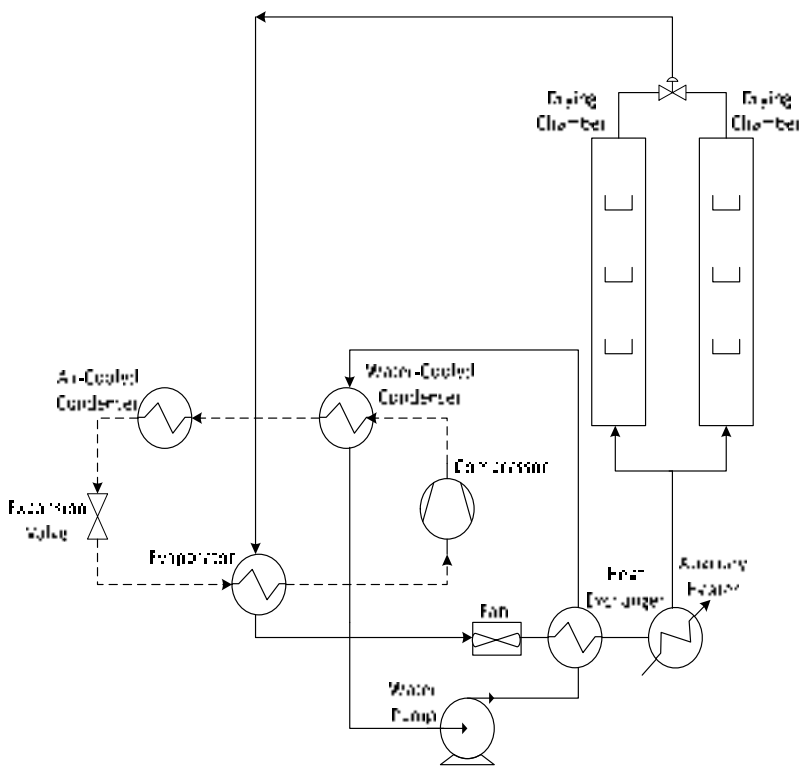 Drying
Chamber
Drying
Chamber
Air-Cooled
Condenser
Water-Cooled
Condenser
Compressor
Expansion
Valve
Evaporator
Heat
Exchanger
Auxiliary
Heater
Fan
Water
Pump